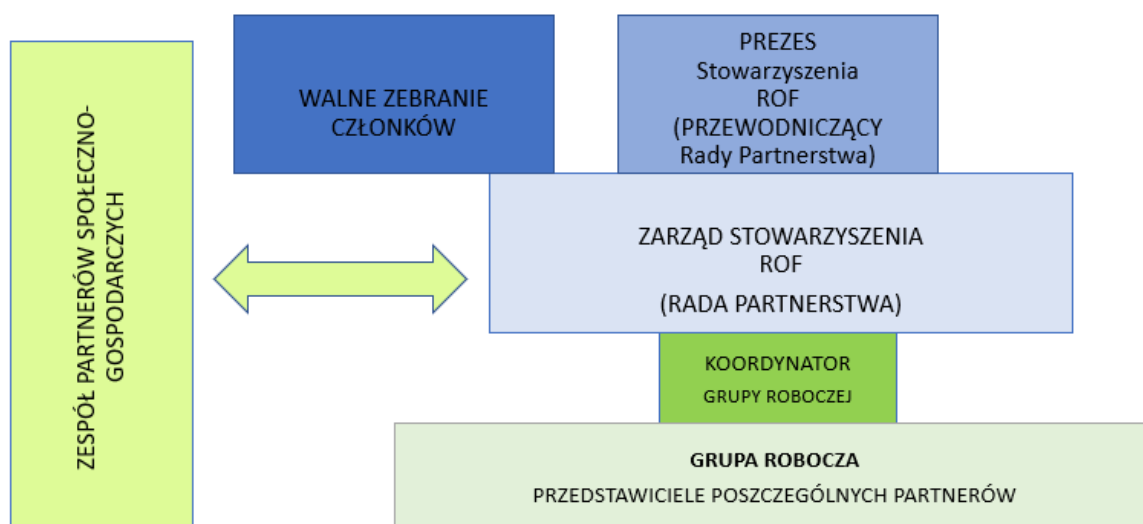 ZESPÓŁ PARTNERÓW SPOŁECZNO-
GOSPODARCZYCH
WALNE ZEBRANIE
CZŁONKÓW
PREZES
Stowarzyszenia
ROF
(PRZEWODNICZĄCY
Rady Partnerstwa)
ZARZĄD STOWARZYSZENIA
ROF
(RADA PARTNERSTWA)
KOORDYNATOR
GRUPY ROBOCZEJ
GRUPA ROBOCZA
PRZEDSTAWICIELE POSZCZEGÓLNYCH PARTNERÓW